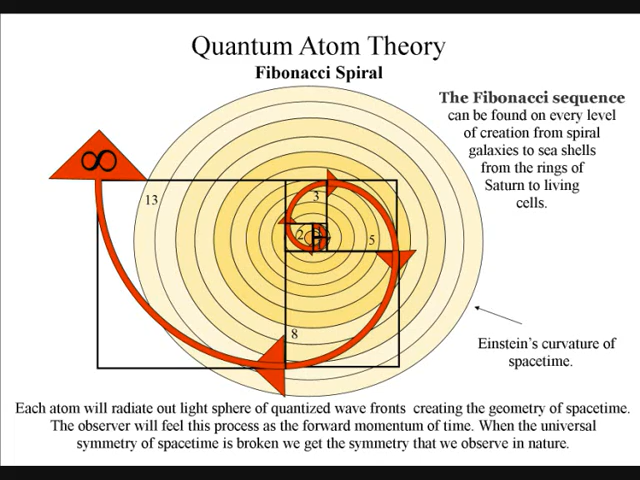 Quantum Atom Theory
Fibonacci Spiral
The Fibonacci sequence
can be found on every level
of creation from spiral
galaxies to sea shells
from the rings of
Saturn to living
cells.
∞
13
3
2
5
8
Einstein's curvature of
spacetime.
Each atom will radiate out light sphere of quantized wave fronts creating the geometry of spacetime.
The observer will feel this process as the forward momentum of time. When the universal
symmetry of spacetime is broken we get the symmetry that we observe in nature.